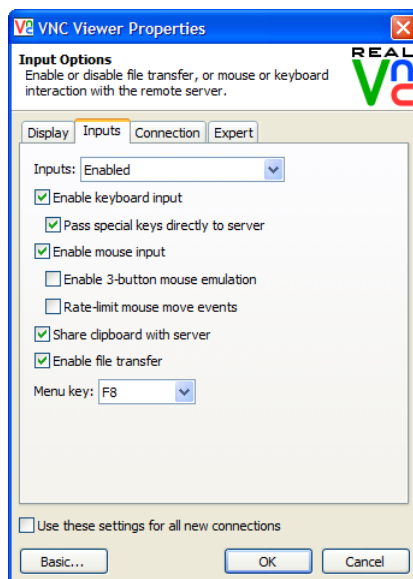 VNC Viewer Properties
Input Options
Enable or disable file transfer, or mouse or keyboard
interaction with the remote server.
REAL
VNC
Display Inputs Connection Expert
Inputs: Enabled
Enable keyboard input
Pass special keys directly to server
Enable mouse input
Enable 3-button mouse emulation
Rate-limit mouse move events
Share clipboard with server
Enable file transfer
Menu key: F8
Use these settings for all new connections
Basic... OK Cancel